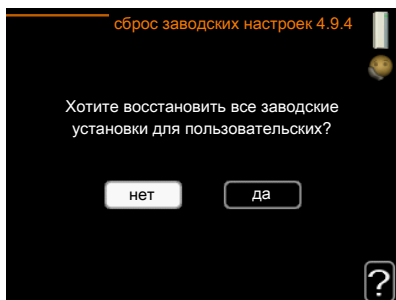 сброс заводских настроек 4.9.4
Хотите восстановить все заводские
установки для пользовательских?
нет
да
?